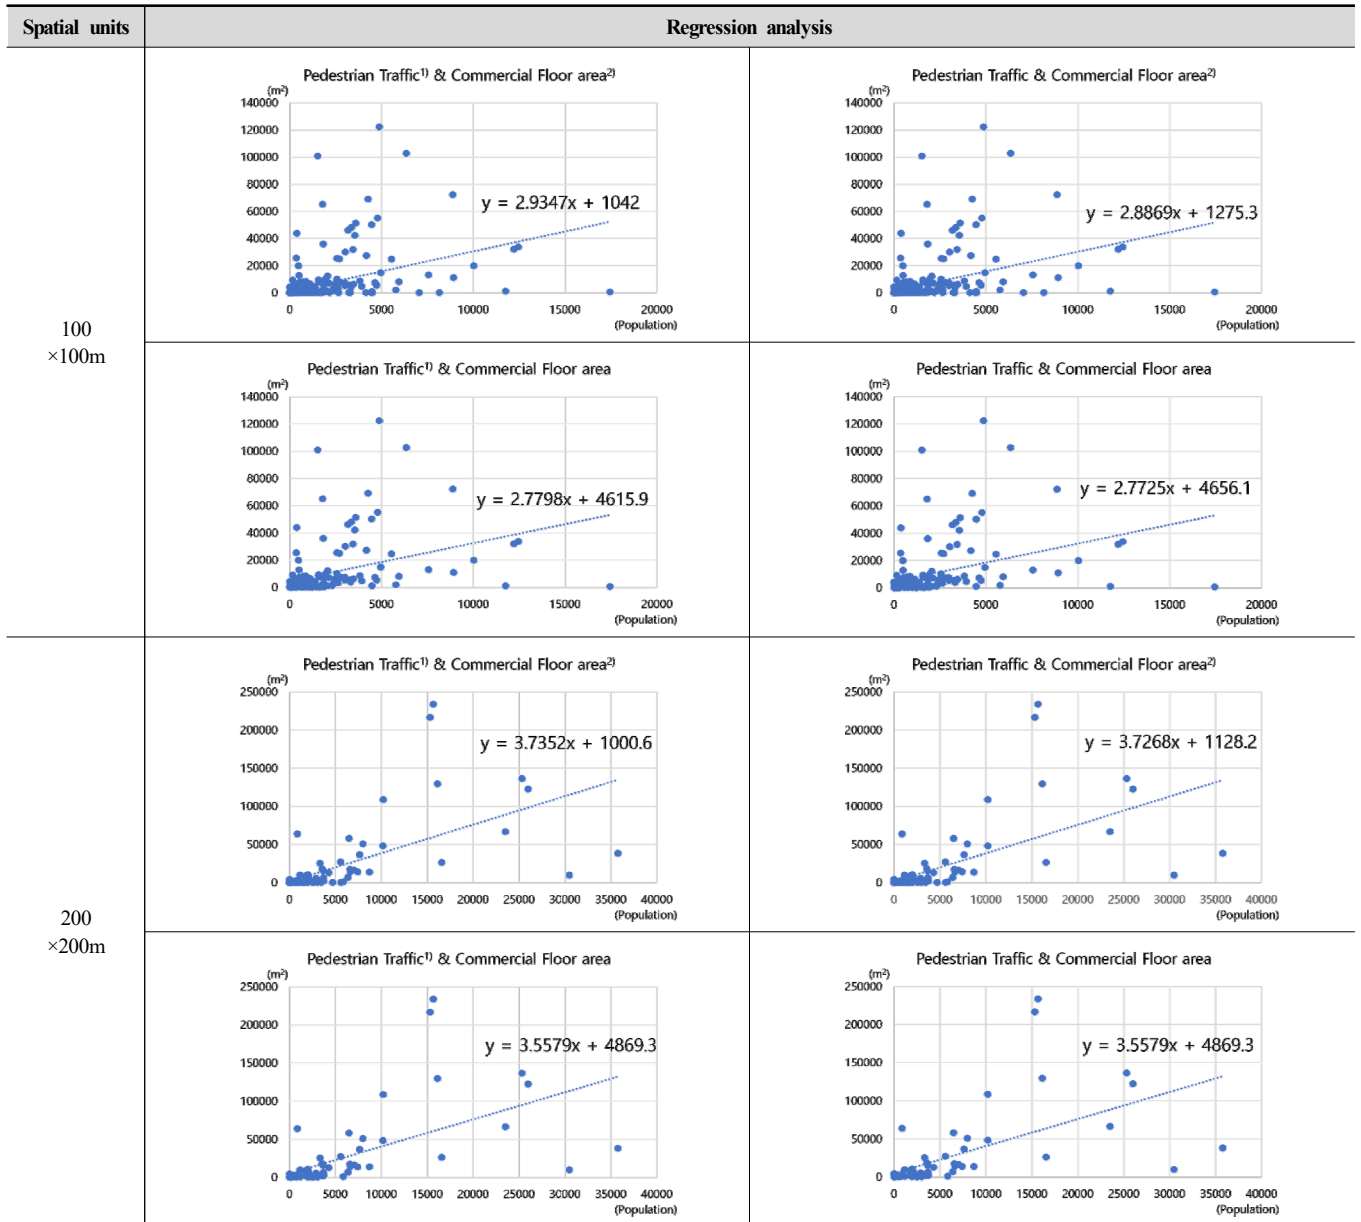 Spatial units Regression analysis
100
×100m
Pedestrian Traffic¹⁾ & Commercial Floor area²⁾
(m²)
140000
120000
100000
80000
60000
40000
20000
0
y = 2.9347x + 1042
0 5000 10000 15000 20000
(Population)
Pedestrian Traffic & Commercial Floor area²⁾
(m²)
140000
120000
100000
80000
60000
40000
20000
0
y = 2.8869x + 1275.3
0 5000 10000 15000 20000
(Population)
Pedestrian Traffic¹⁾ & Commercial Floor area
(m²)
140000
120000
100000
80000
60000
40000
20000
0
y = 2.7798x + 4615.9
0 5000 10000 15000 20000
(Population)
Pedestrian Traffic & Commercial Floor area
(m²)
140000
120000
100000
80000
60000
40000
20000
0
y = 2.7725x + 4656.1
0 5000 10000 15000 20000
(Population)
200
×200m
Pedestrian Traffic¹⁾ & Commercial Floor area²⁾
(m²)
250000
200000
150000
100000
50000
0
y = 3.7352x + 1000.6
0 5000 10000 15000 20000 25000 30000 35000 40000
(Population)
Pedestrian Traffic & Commercial Floor area²⁾
(m²)
250000
200000
150000
100000
50000
0
y = 3.7268x + 1128.2
0 5000 10000 15000 20000 25000 30000 35000 40000
(Population)
Pedestrian Traffic¹⁾ & Commercial Floor area
(m²)
250000
200000
150000
100000
50000
0
y = 3.5579x + 4869.3
0 5000 10000 15000 20000 25000 30000 35000 40000
(Population)
Pedestrian Traffic & Commercial Floor area
(m²)
250000
200000
150000
100000
50000
0
y = 3.5579x + 4869.3
0 5000 10000 15000 20000 25000 30000 35000 40000
(Population)